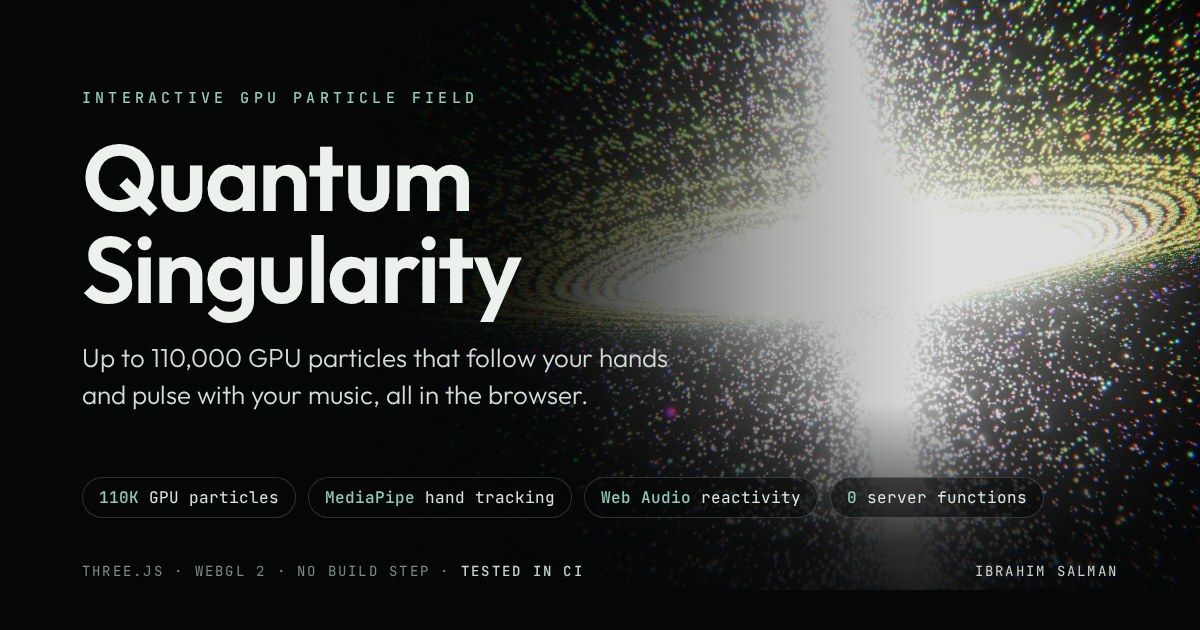 INTERACTIVE GPU PARTICLE FIELD
Quantum
Singularity
Up to 110,000 GPU particles that follow your hands
and pulse with your music, all in the browser.
110K GPU particles MediaPipe hand tracking Web Audio reactivity 0 server functions
THREE.JS · WEBGL 2 · NO BUILD STEP · TESTED IN CI IBRAHIM SALMAN